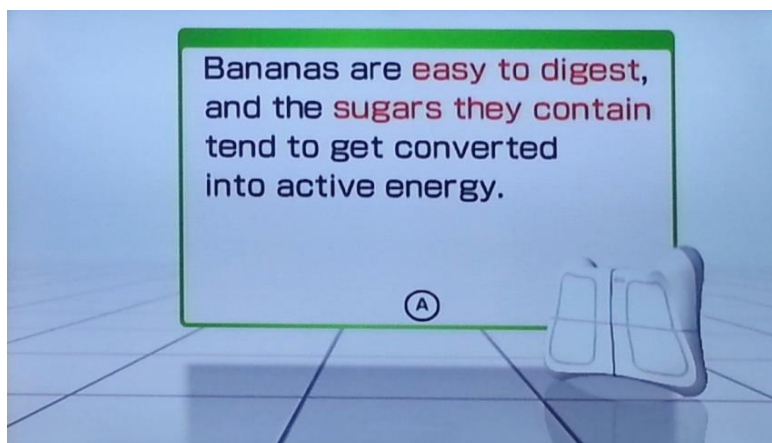 Bananas are easy to digest,
and the sugars they contain
tend to get converted
into active energy.
A